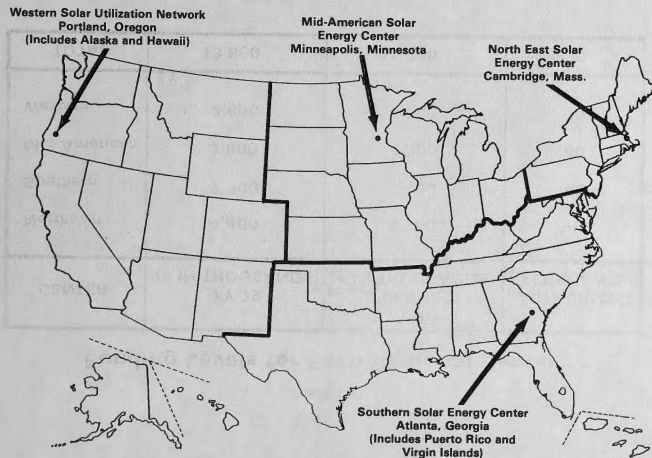 Western Solar Utilization Network
Portland, Oregon
(Includes Alaska and Hawaii)
Mid-American Solar
Energy Center
Minneapolis, Minnesota
North East Solar
Energy Center
Cambridge, Mass.
Southern Solar Energy Center
Atlanta, Georgia
(Includes Puerto Rico and
Virgin Islands)